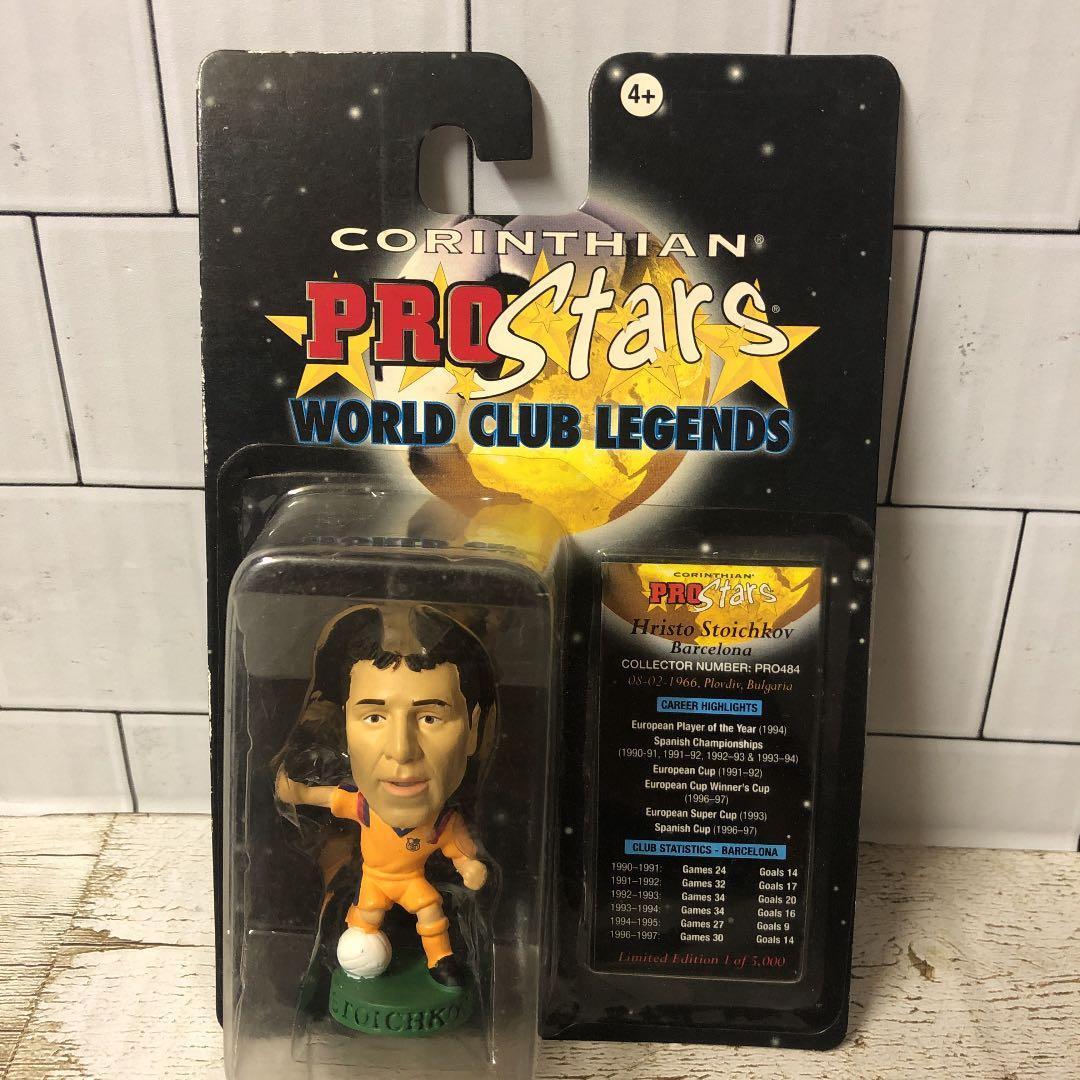 4+
CORINTHIAN®
PROStars®
WORLD CLUB LEGENDS
CORINTHIAN®
PROStars
Hristo Stoichkov
Barcelona
COLLECTOR NUMBER: PRO484
08-02-1966, Plovdiv, Bulgaria
CAREER HIGHLIGHTS
European Player of the Year (1994)
Spanish Championships
(1990-91, 1991–92, 1992–93 & 1993–94)
European Cup (1991–92)
European Cup Winner's Cup
(1996–97)
European Super Cup (1993)
Spanish Cup (1996–97)
CLUB STATISTICS - BARCELONA
1990–1991: Games 24 Goals 14
1991–1992: Games 32 Goals 17
1992–1993: Games 34 Goals 20
1993–1994: Games 34 Goals 16
1994–1995: Games 27 Goals 9
1996–1997: Games 30 Goals 14
Limited Edition 1 of 5,000
STOICHKO